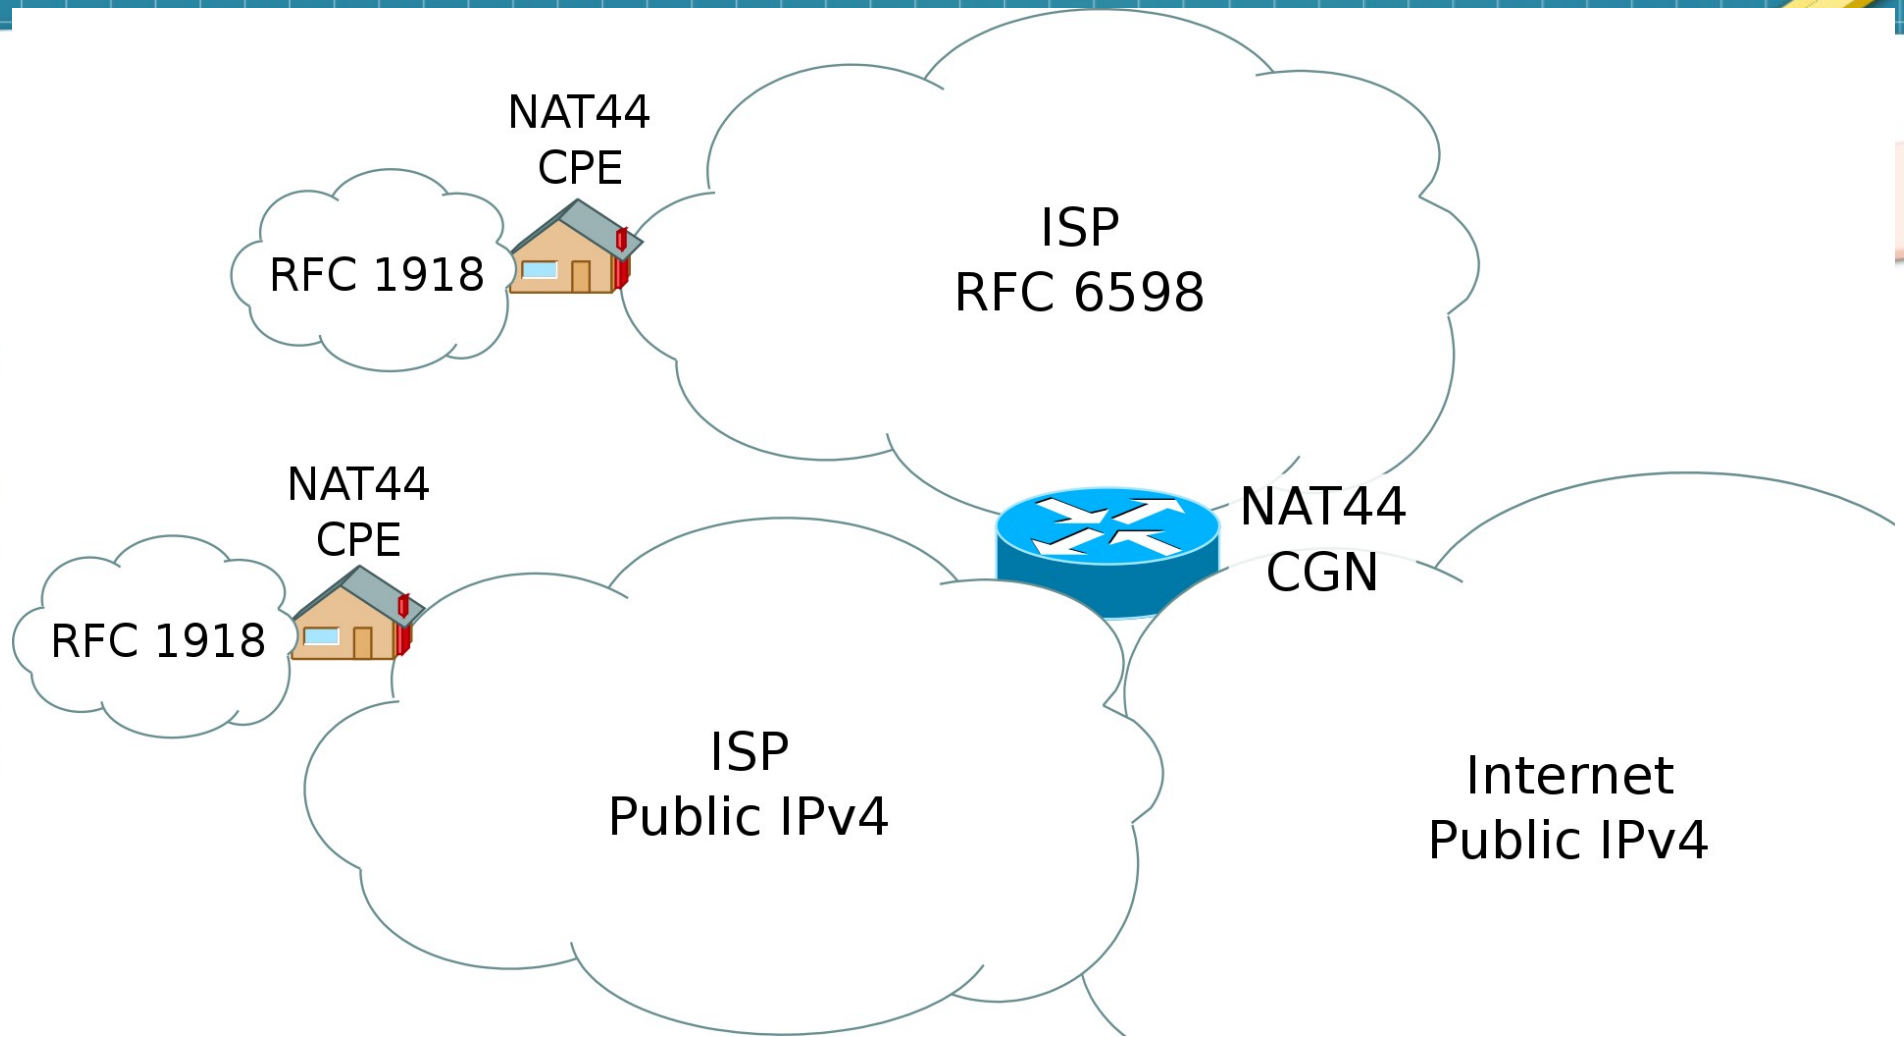 NAT44
CPE
RFC 1918
ISP
RFC 6598
NAT44
CPE
RFC 1918
NAT44
CGN
ISP
Public IPv4
Internet
Public IPv4